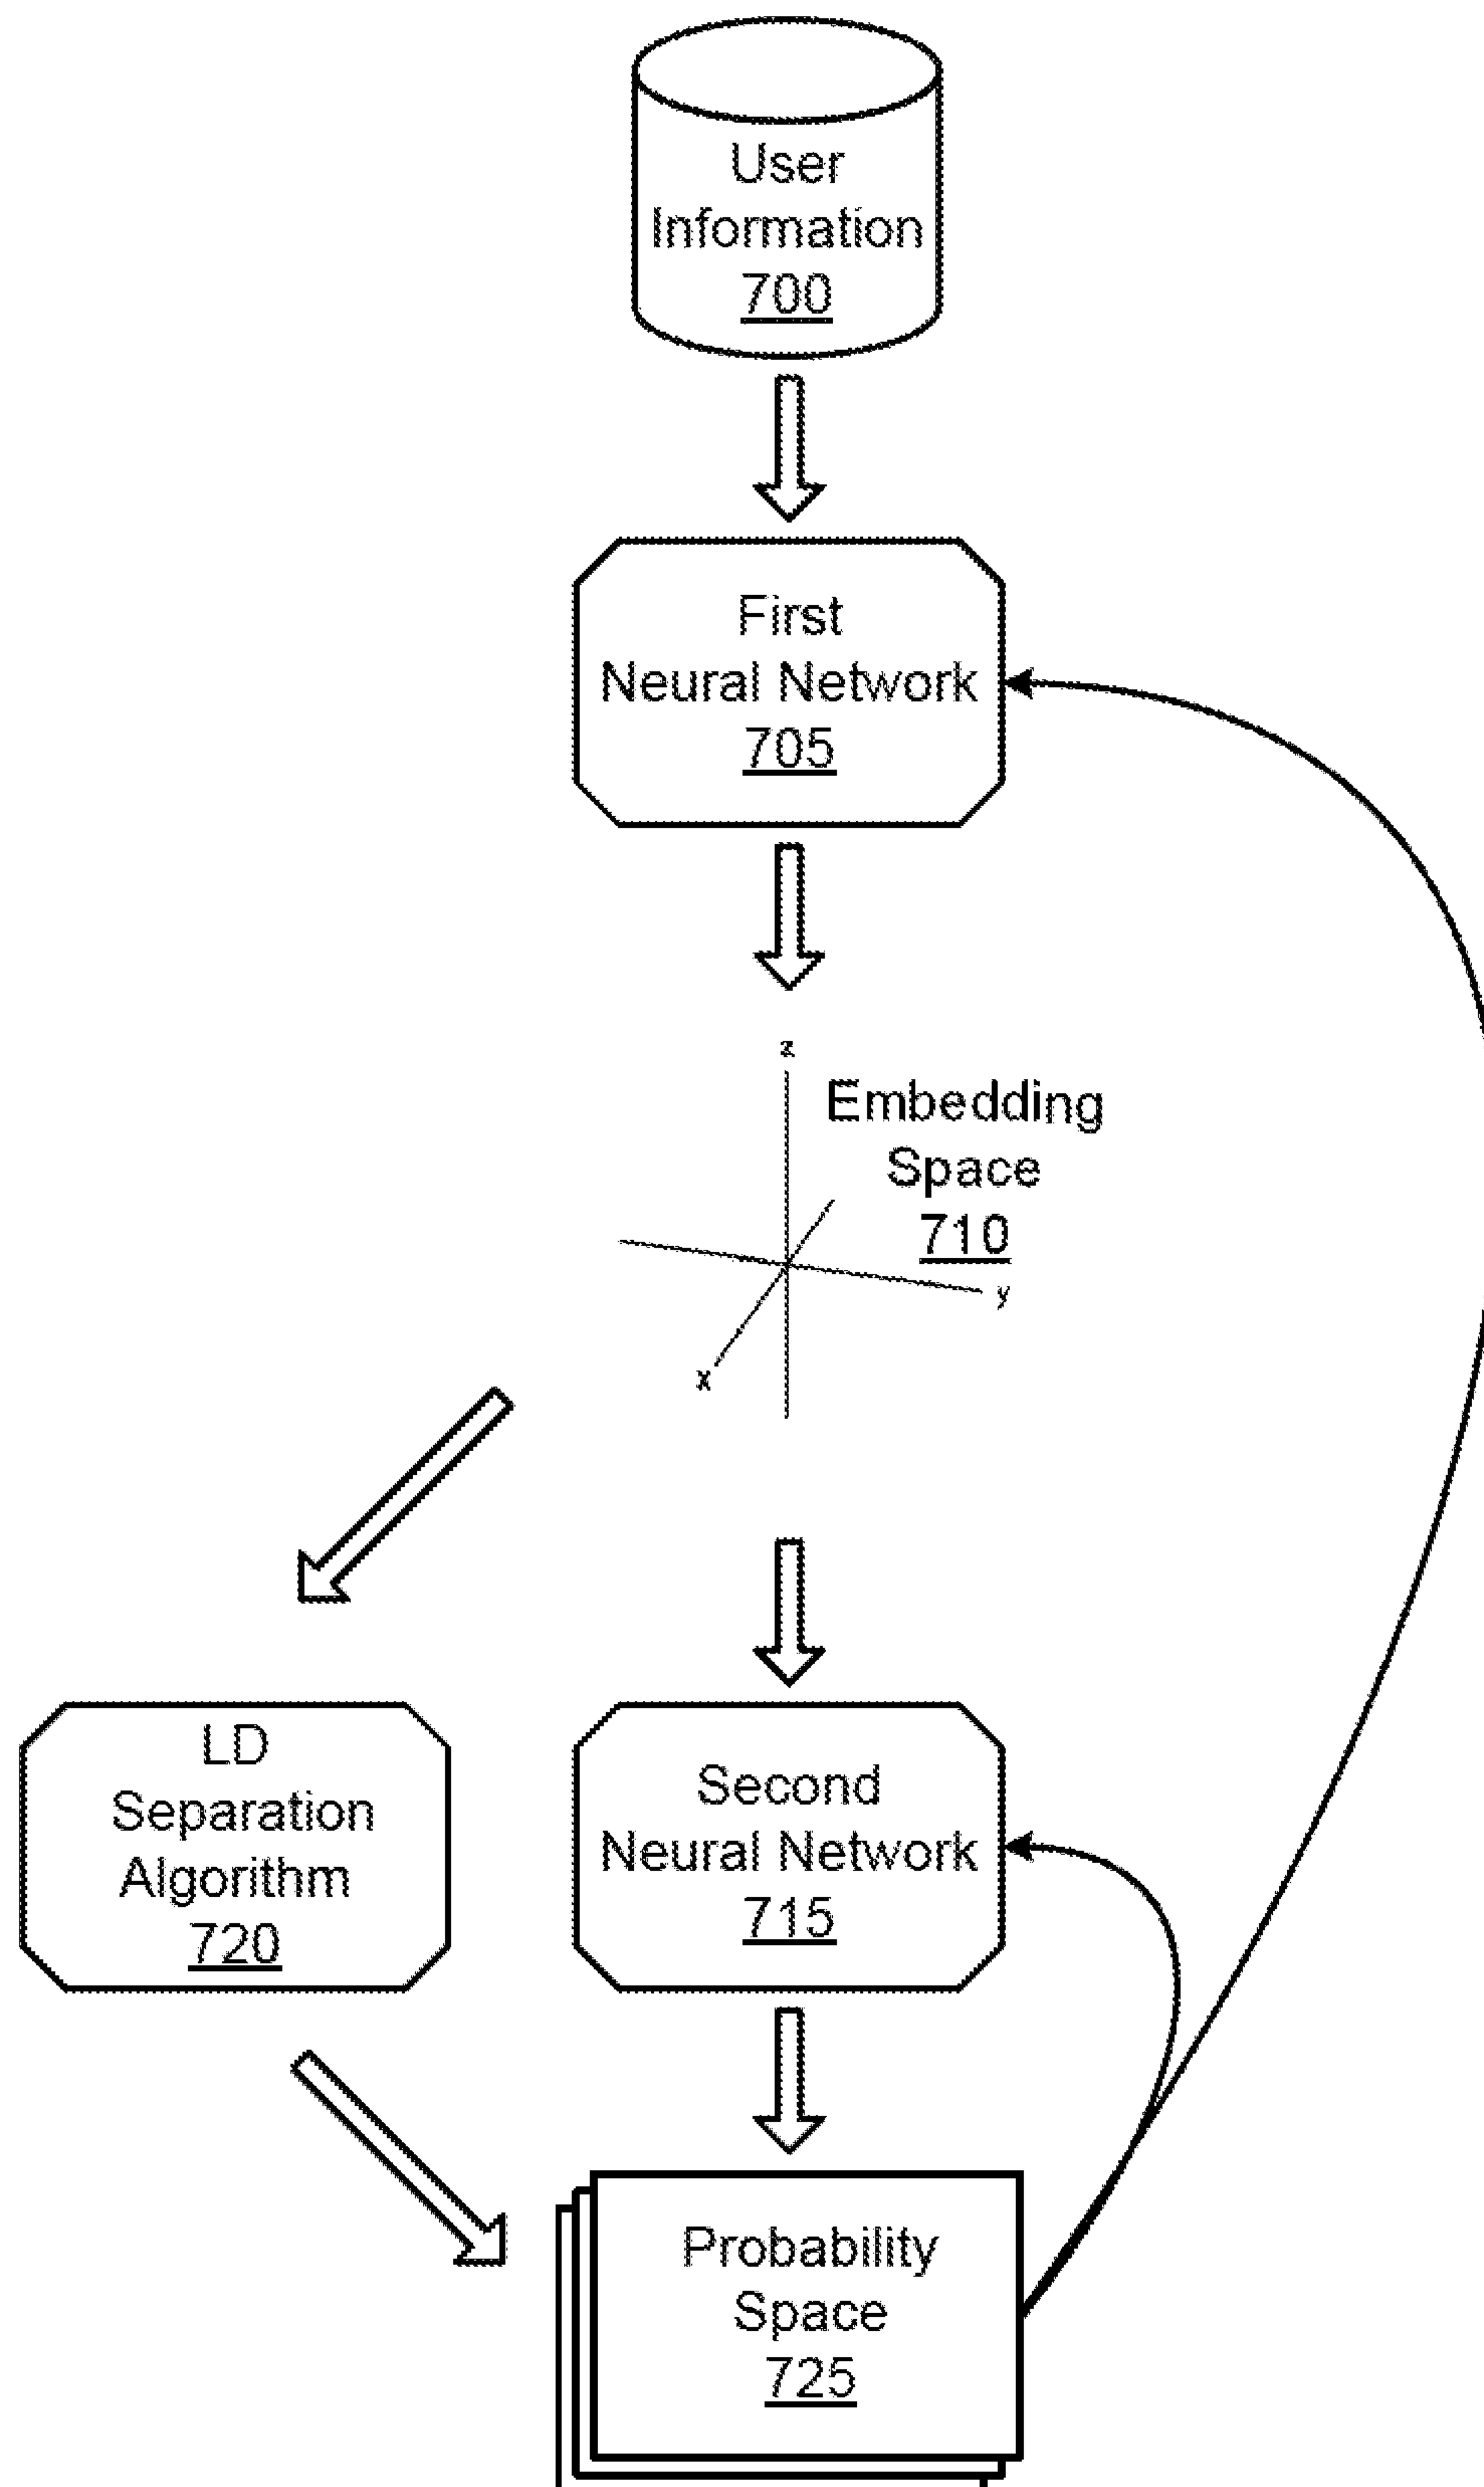 User
Information
700
First
Neural Network
705
z
Embedding
Space
710
y
x
LD
Separation
Algorithm
720
Second
Neural Network
715
Probability
Space
725